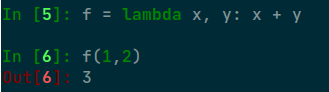 In [5]: f = lambda x, y: x + y
In [6]: f(1,2)
Out[6]: 3